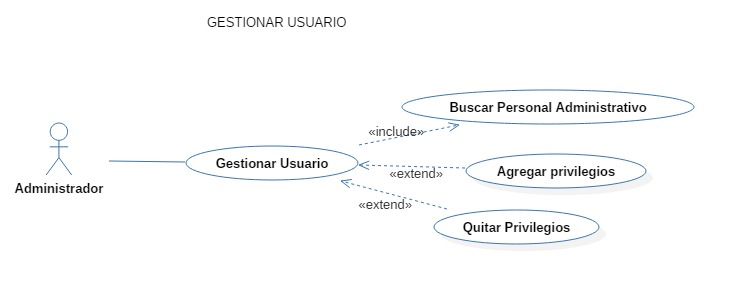 GESTIONAR USUARIO
Buscar Personal Administrativo
«include»
Gestionar Usuario
«extend»
Agregar privilegios
Administrador
«extend»
Quitar Privilegios